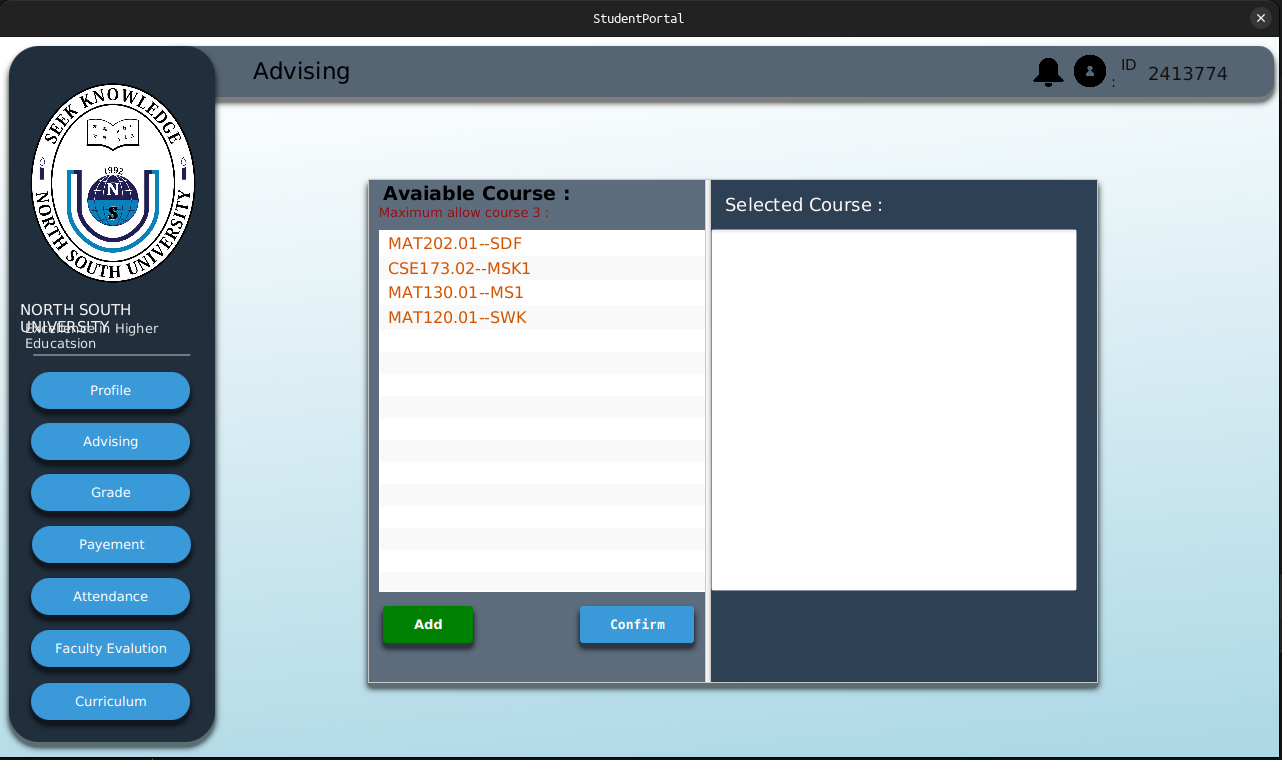 StudentPortal
Advising
ID
:
2413774
SEEK KNOWLEDGE
1992
N
S
NORTH SOUTH UNIVERSITY
NORTH SOUTH
UNIVERSITY
Excellence in Higher
Educatsion
Profile
Advising
Grade
Payement
Attendance
Faculty Evalution
Curriculum
Avaiable Course :
Maximum allow course 3 :
MAT202.01--SDF
CSE173.02--MSK1
MAT130.01--MS1
MAT120.01--SWK
Add
Confirm
Selected Course :